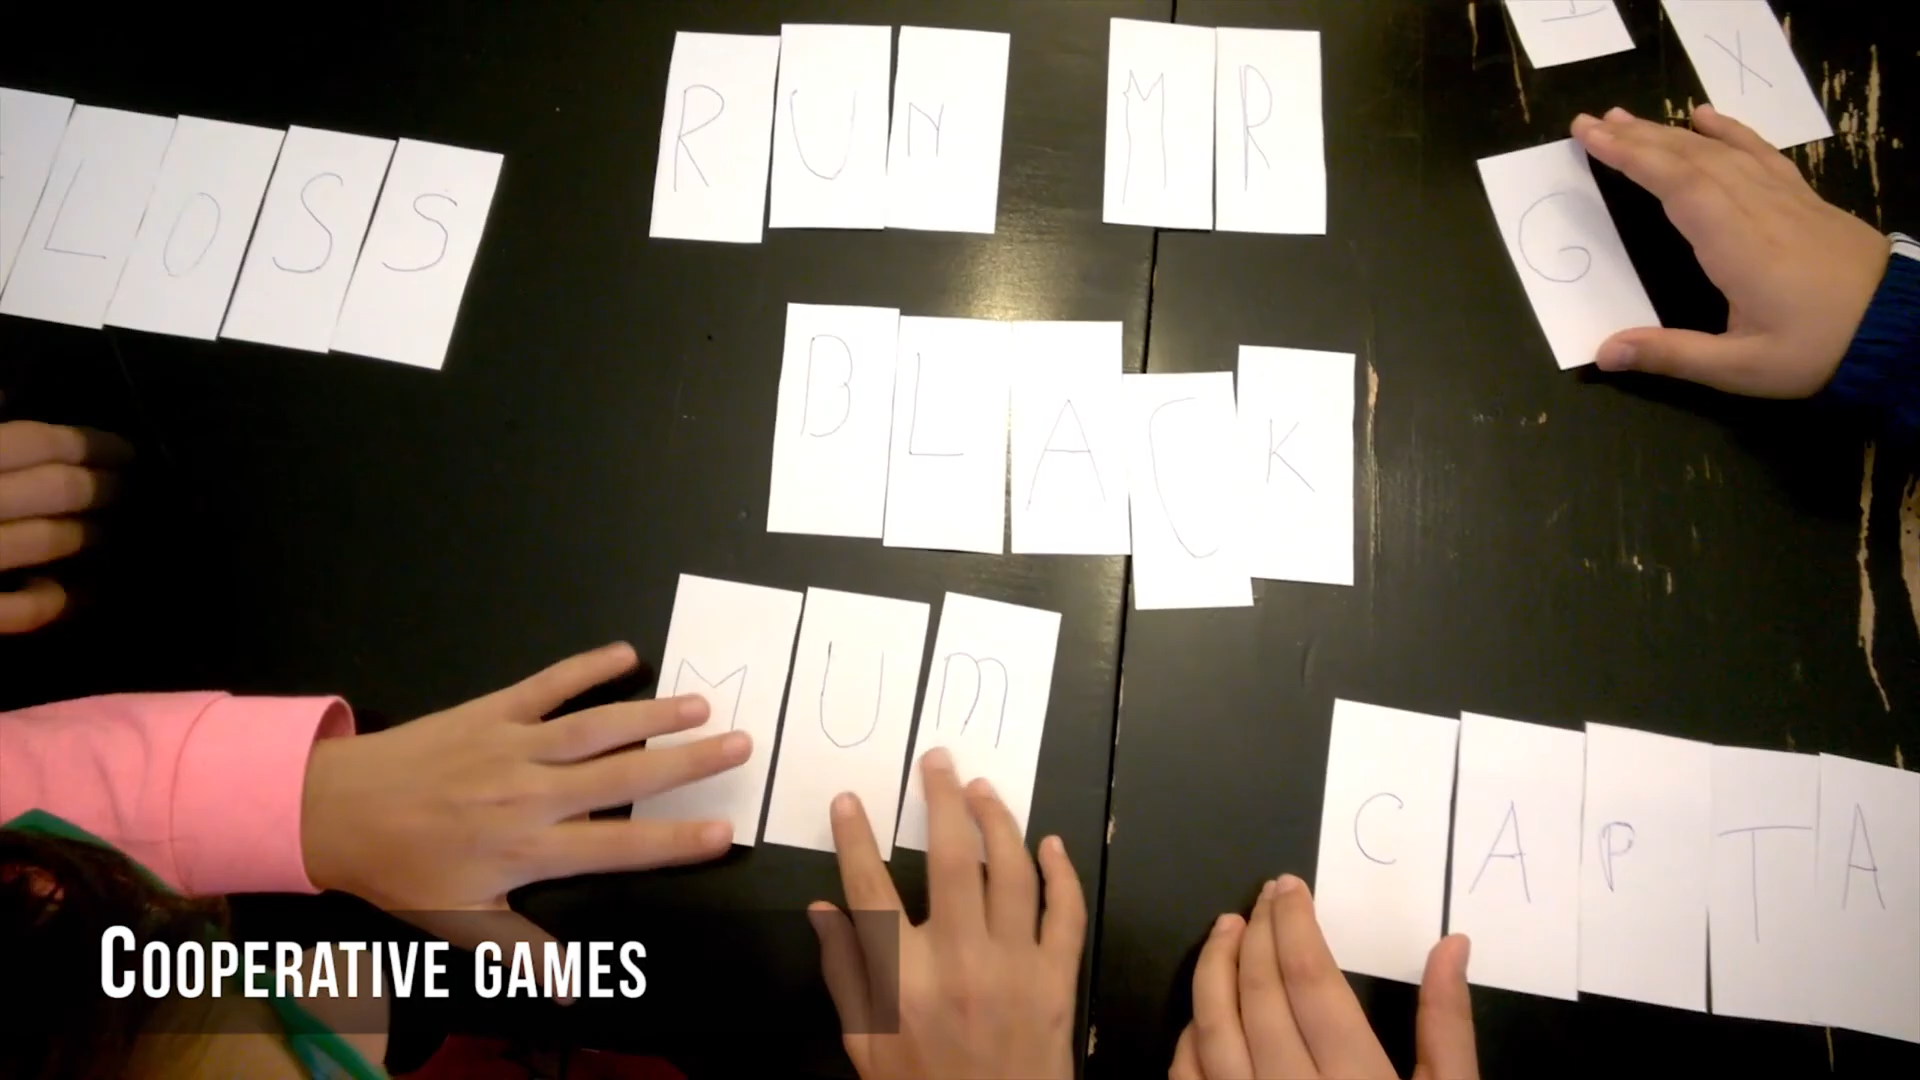 RUN MR
I X
LOSS
G
BLACK
MUM
CAPTA
COOPERATIVE GAMES